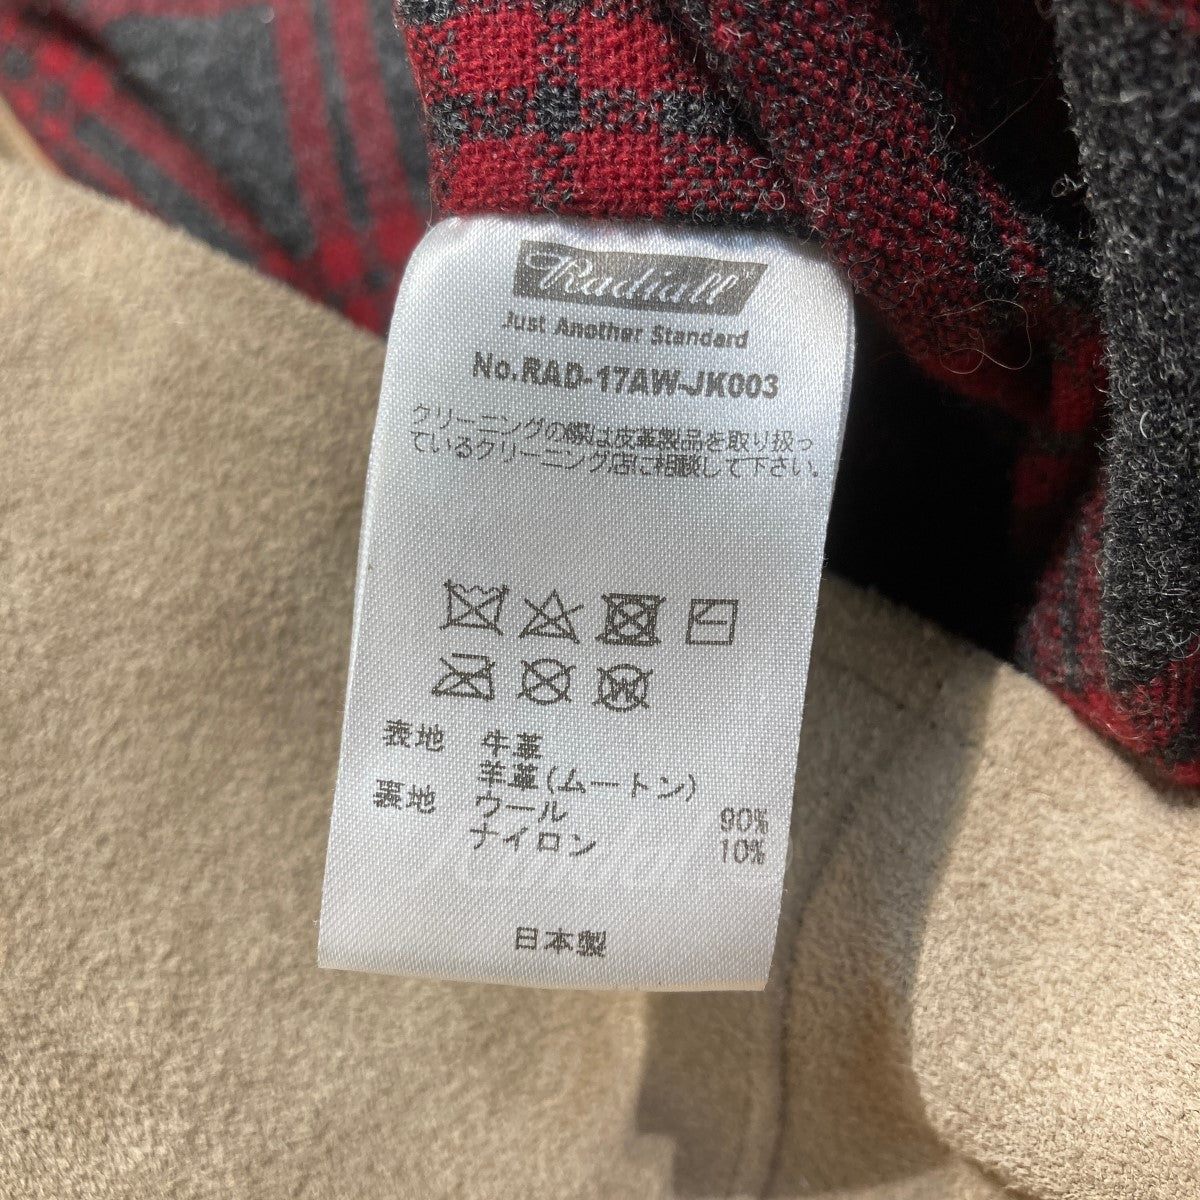 Radiall
Just Another Standard
No.RAD-17AW-JK003
クリーニングの際は皮革製品を取り扱っ
ているクリーニング店に相談して下さい。
W
表地 牛革
羊革(ムートン)
裏地 ウール 90%
ナイロン 10%
日本製